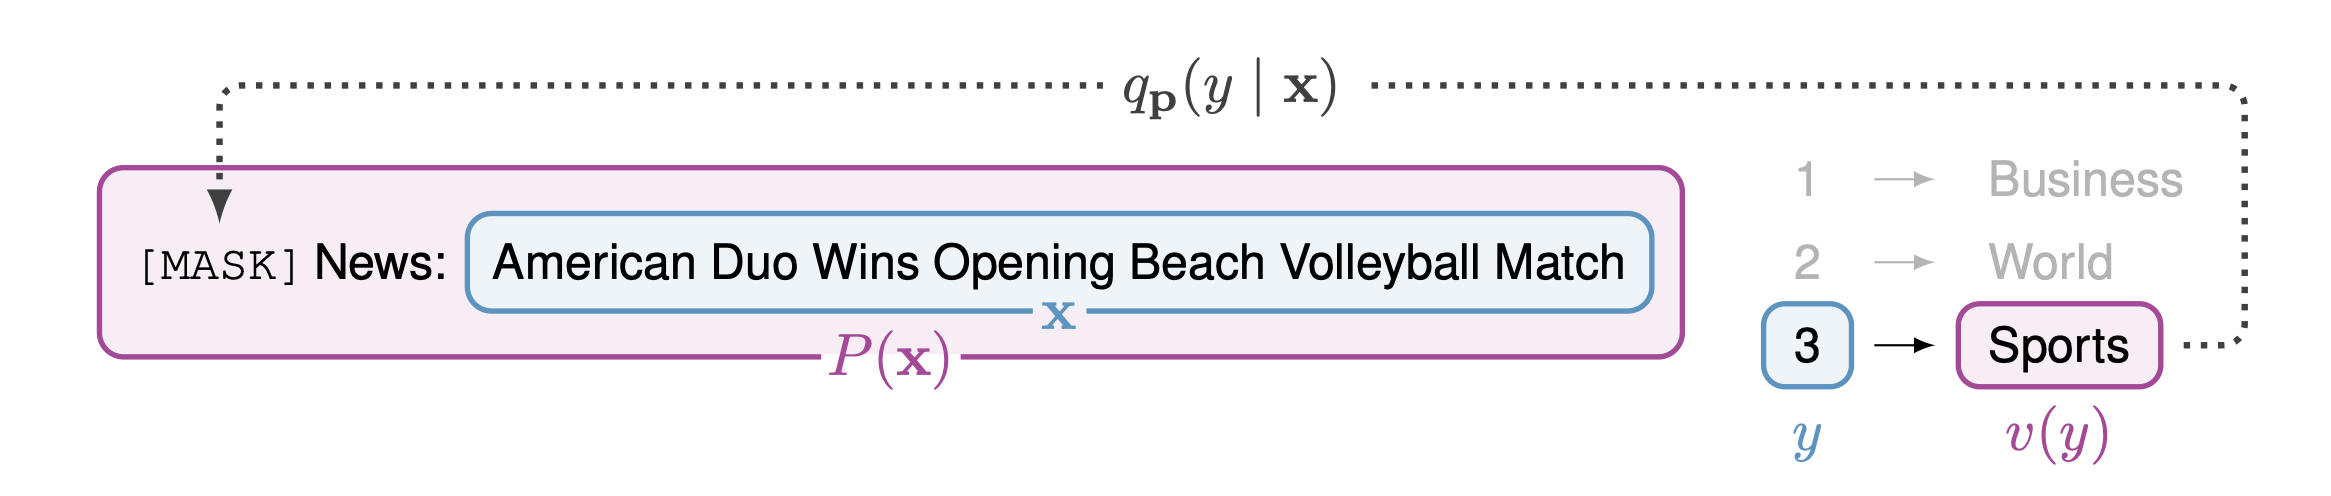 q_p(y | x)
[MASK] News: American Duo Wins Opening Beach Volleyball Match
x
P(x)
1 → Business
2 → World
3 → Sports
y v(y)